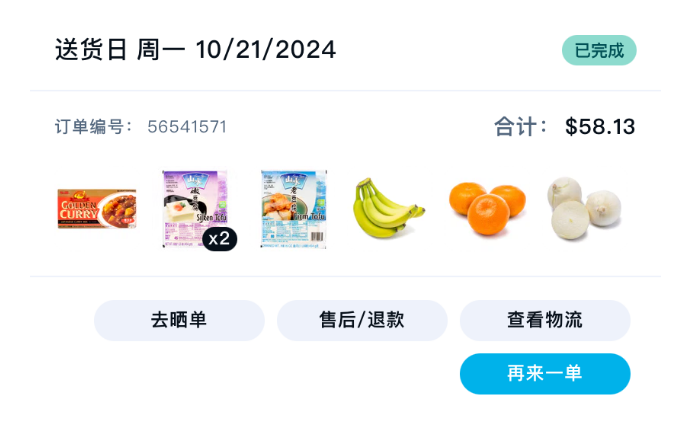 送货日 周一 10/21/2024
已完成
订单编号： 56541571
合计： $58.13
GOLDEN
CURRY
嫩
Silken Tofu
x2
老
Firm Tofu
去晒单
售后/退款
查看物流
再来一单